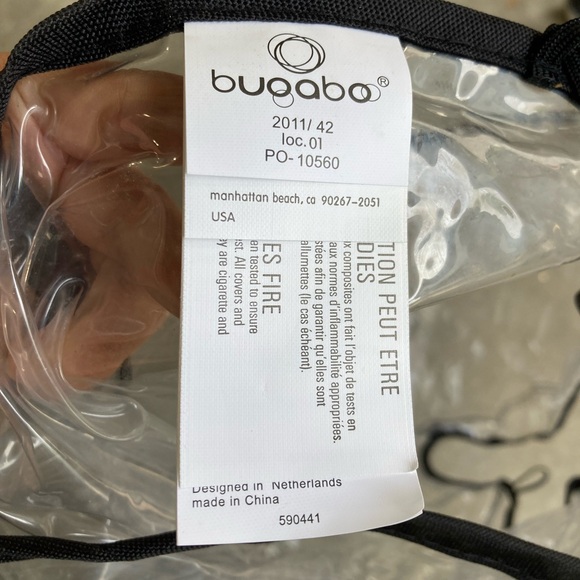 bugaboo®
2011/ 42
loc.01
PO-10560
manhattan beach, ca 90267-2051
USA
TION PEUT ETRE
DIES
x composites ont fait l'objet de tests en
aux normes d'inflammabilité appropriées.
stées afin de garantir qu'elles sont
allumettes (le cas échéant).
ES FIRE
en tested to ensure
st. All covers and
y are cigarette and
Designed in Netherlands
made in China
590441